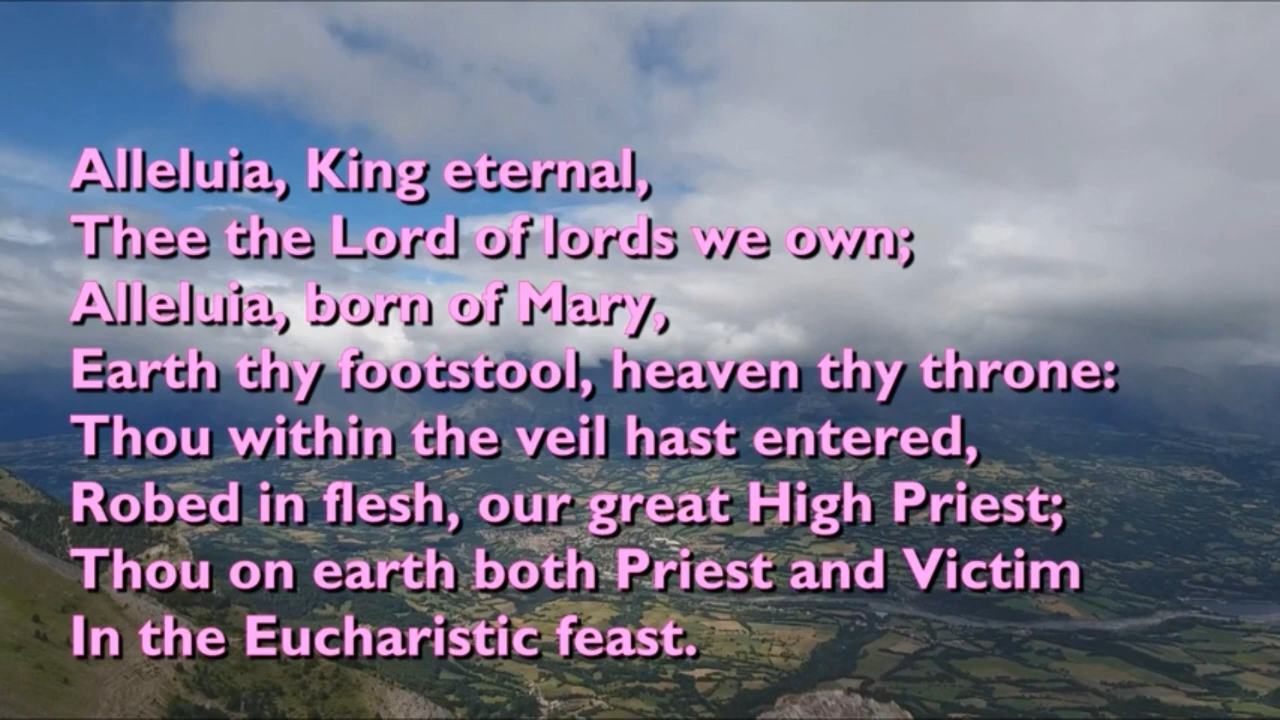 Alleluia, King eternal,
Thee the Lord of lords we own;
Alleluia, born of Mary,
Earth thy footstool, heaven thy throne:
Thou within the veil hast entered,
Robed in flesh, our great High Priest;
Thou on earth both Priest and Victim
In the Eucharistic feast.